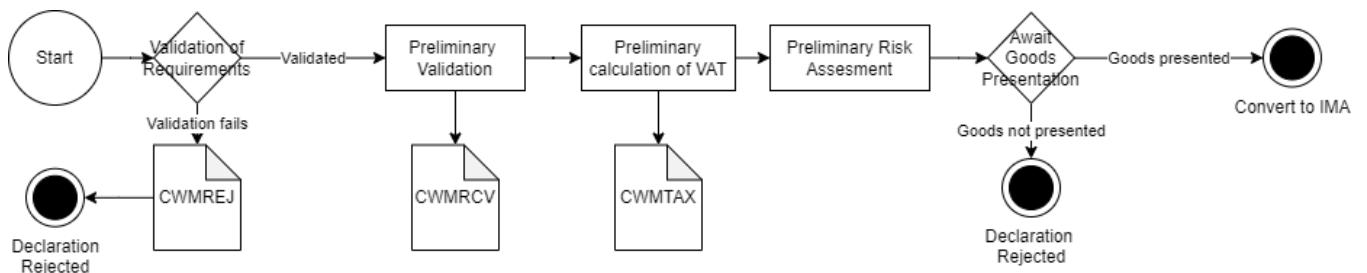 Start
Validation of
Requirements
Validated
Preliminary
Validation
Preliminary
calculation of VAT
Preliminary Risk
Assesment
Await
Goods
Presentation
Goods presented
Convert to IMA
Validation fails
Goods not presented
CWMREJ
CWMRCV
CWMTAX
Declaration
Rejected
Declaration
Rejected